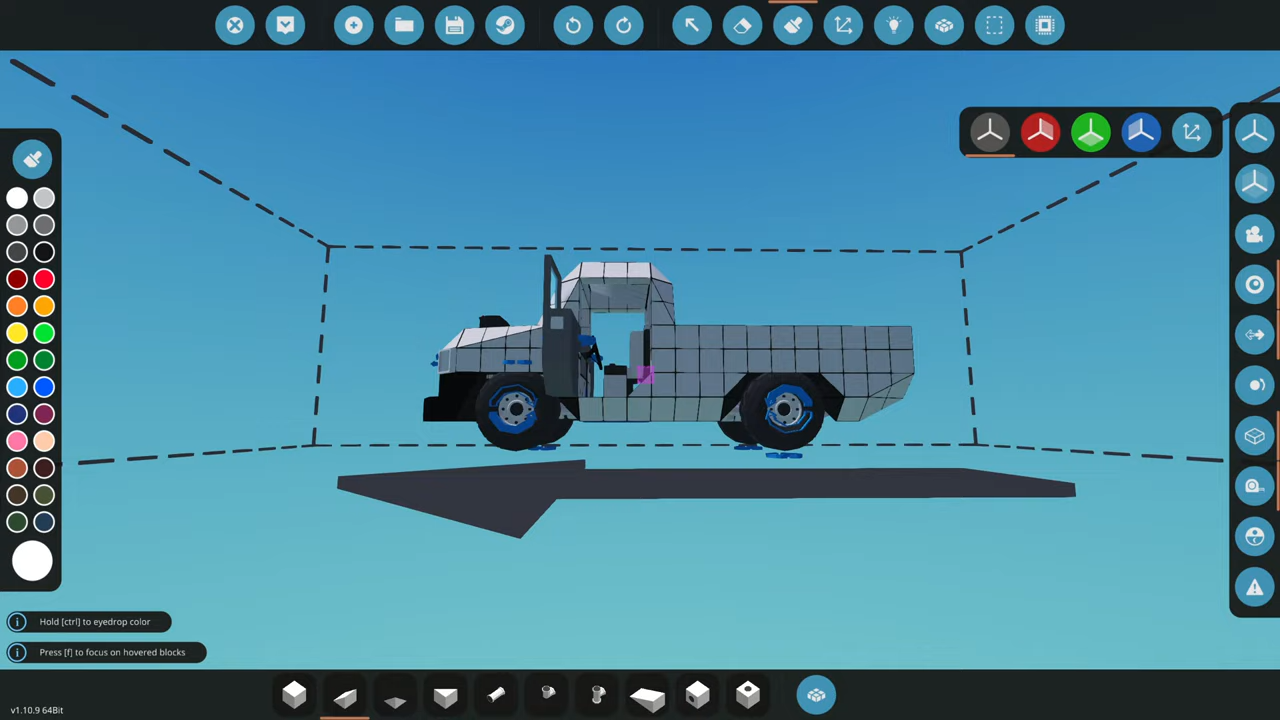 Hold [ctrl] to eyedrop color
Press [f] to focus on hovered blocks
v1.10.9 64Bit